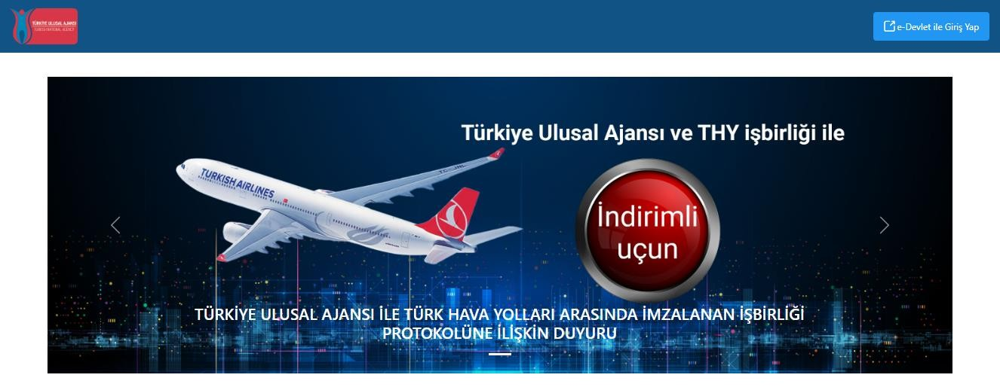 TÜRKİYE ULUSAL AJANSI
TURKISH NATIONAL AGENCY
e-Devlet ile Giriş Yap
Türkiye Ulusal Ajansı ve THY işbirliği ile
TURKISH AIRLINES
İndirimli
uçun
TÜRKİYE ULUSAL AJANSI İLE TÜRK HAVA YOLLARI ARASINDA İMZALANAN İŞBİRLİĞİ
PROTOKOLÜNE İLİŞKİN DUYURU